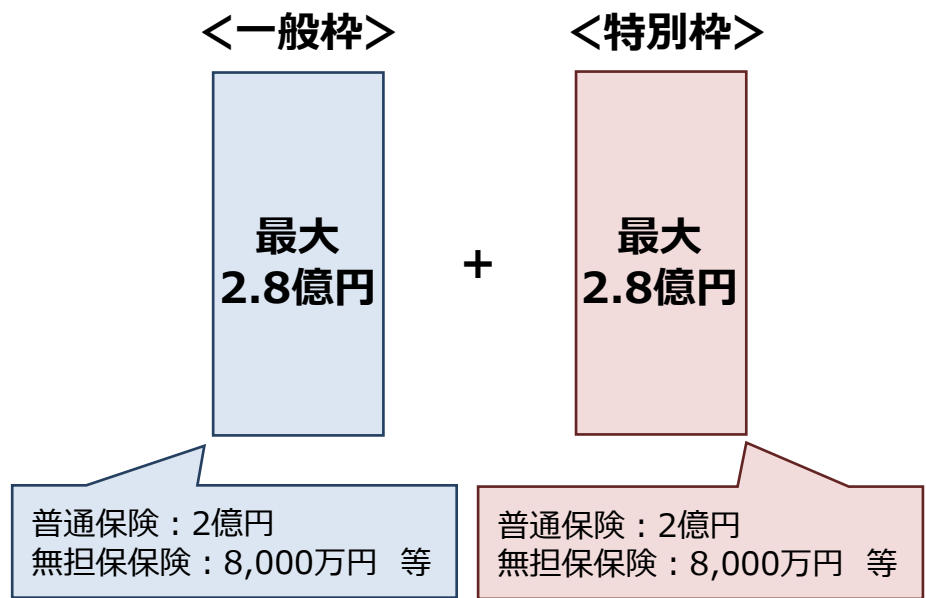 ＜一般枠＞
＜特別枠＞
最大
2.8億円
+
最大
2.8億円
普通保険：2億円
無担保保険：8,000万円 等
普通保険：2億円
無担保保険：8,000万円 等